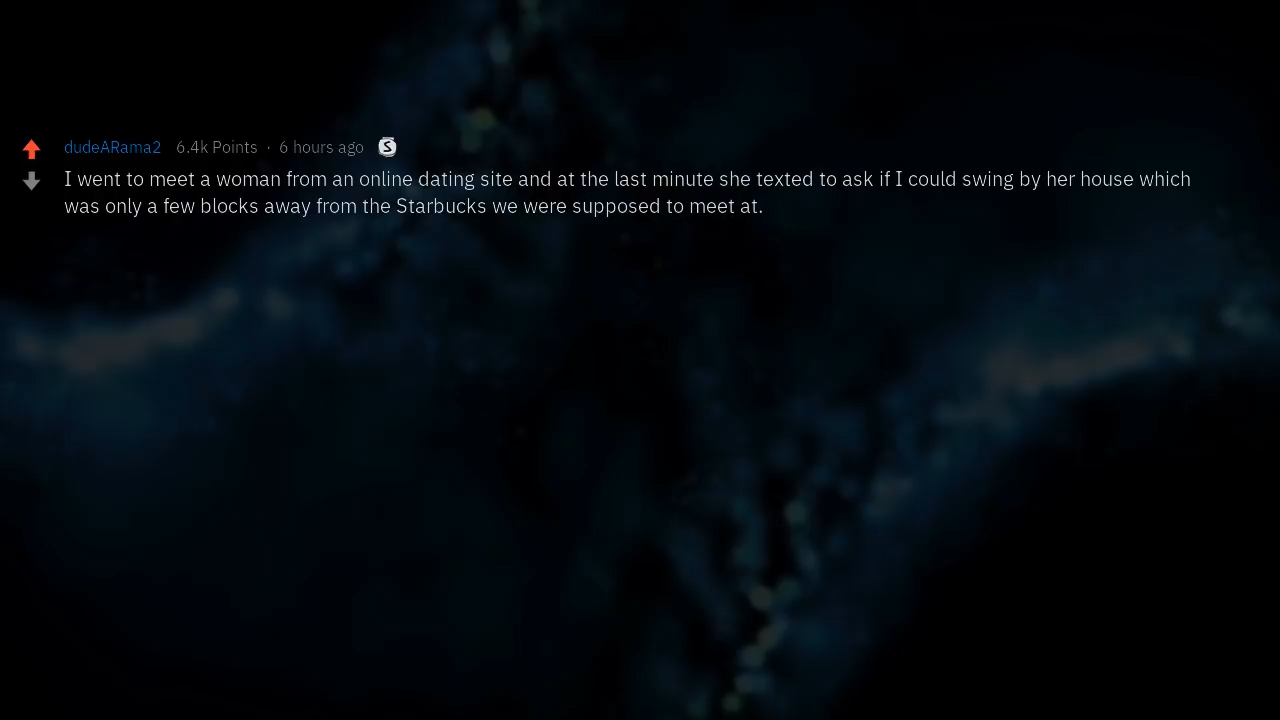 dudeARama2 6.4k Points · 6 hours ago S
I went to meet a woman from an online dating site and at the last minute she texted to ask if I could swing by her house which
was only a few blocks away from the Starbucks we were supposed to meet at.